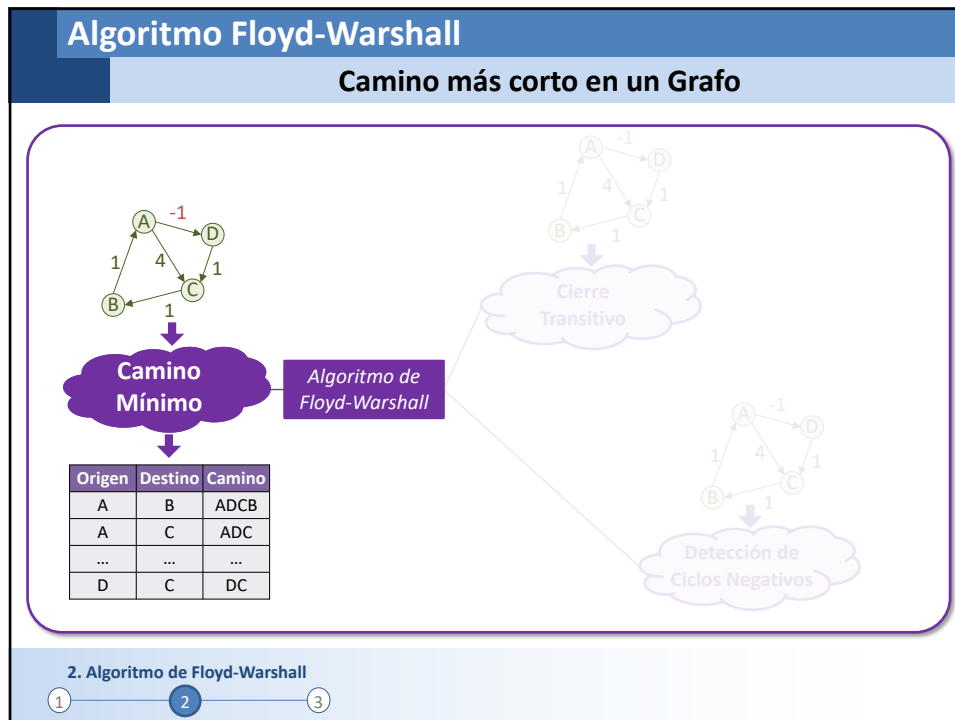 Algoritmo Floyd-Warshall
Camino más corto en un Grafo
A
-1
D
1
4
1
C
B
1
Camino
Mínimo
Algoritmo de
Floyd-Warshall
Origen Destino Camino
A B ADCB
A C ADC
... ... ...
D C DC
A
-1
D
1
4
1
C
B
1
Cierre
Transitivo
A
-1
D
1
4
1
C
B
1
Detección de
Ciclos Negativos
2. Algoritmo de Floyd-Warshall
1 2 3